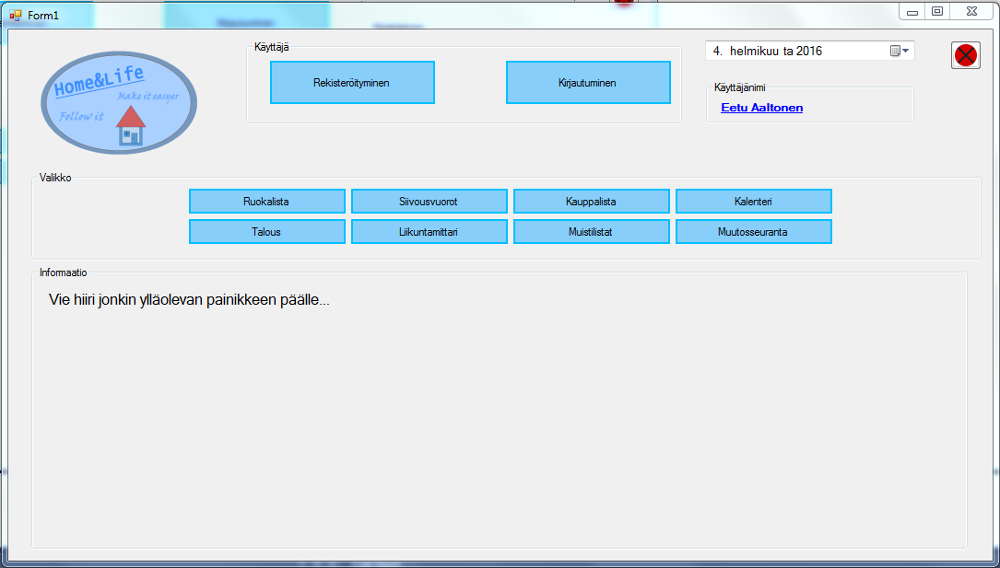 Form1
Käyttäjä
Rekisteröityminen
Kirjautuminen
4. helmikuu ta 2016
Käyttäjänimi
Eetu Aaltonen
Home&Life
Make it easyer
Follow it
Valikko
Ruokalista
Siivousvuorot
Kauppalista
Kalenteri
Talous
Liikuntamittari
Muistilistat
Muutosseuranta
Informaatio
Vie hiiri jonkin ylläolevan painikkeen päälle...